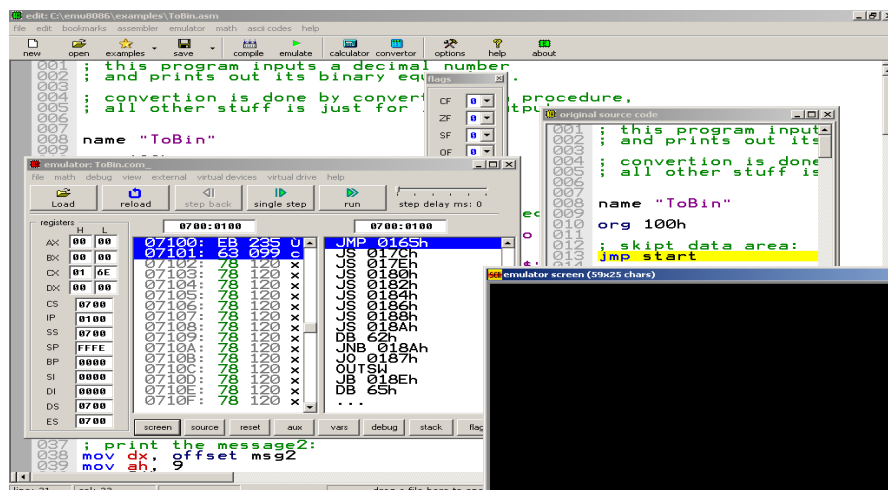 edit: C:\emu8086\examples\ToBin.asm
file edit bookmarks assembler emulator math ascii codes help
new open examples save compile emulate calculator convertor options help about
001 ; this program inputs a decimal number
002 ; and prints out its binary equ
003
004 ; convertion is done by conver procedure,
005 ; all other stuff is just for
006
007
008 name "ToBin"
flags
CF 0
ZF 0
SF 0
OF 0
original source code
001 ; this program input
002 ; and prints out its
003
004 ; convertion is done
005 ; all other stuff is
006
007
008 name "ToBin"
009
010 org 100h
011
012 ; skipt data area:
013 jmp start
emulator: ToBin.com_
file math debug view external virtual devices virtual drive help
Load reload step back single step run step delay ms: 0
registers
H L
AX 00 00
BX 00 00
CX 01 6E
DX 00 00
CS 0700
IP 0100
SS 0700
SP FFFE
BP 0000
SI 0000
DI 0000
DS 0700
ES 0700
0700:0100
07100: EB 235 ù
07101: 63 099 c
07102: 78 120 x
07103: 78 120 x
07104: 78 120 x
07105: 78 120 x
07106: 78 120 x
07107: 78 120 x
07108: 78 120 x
07109: 78 120 x
0710A: 78 120 x
0710B: 78 120 x
0710C: 78 120 x
0710D: 78 120 x
0710E: 78 120 x
0710F: 78 120 x
0700:0100
JMP 0165h
JS 017Ch
JS 017Eh
JS 0180h
JS 0182h
JS 0184h
JS 0186h
JS 0188h
JS 018Ah
DB 62h
JNB 018Ah
JO 0187h
OUTSW
JB 018Eh
DB 65h
...
screen source reset aux vars debug stack flag
emulator screen (59x25 chars)
037 ; print the message2:
038 mov dx, offset msg2
039 mov ah, 9